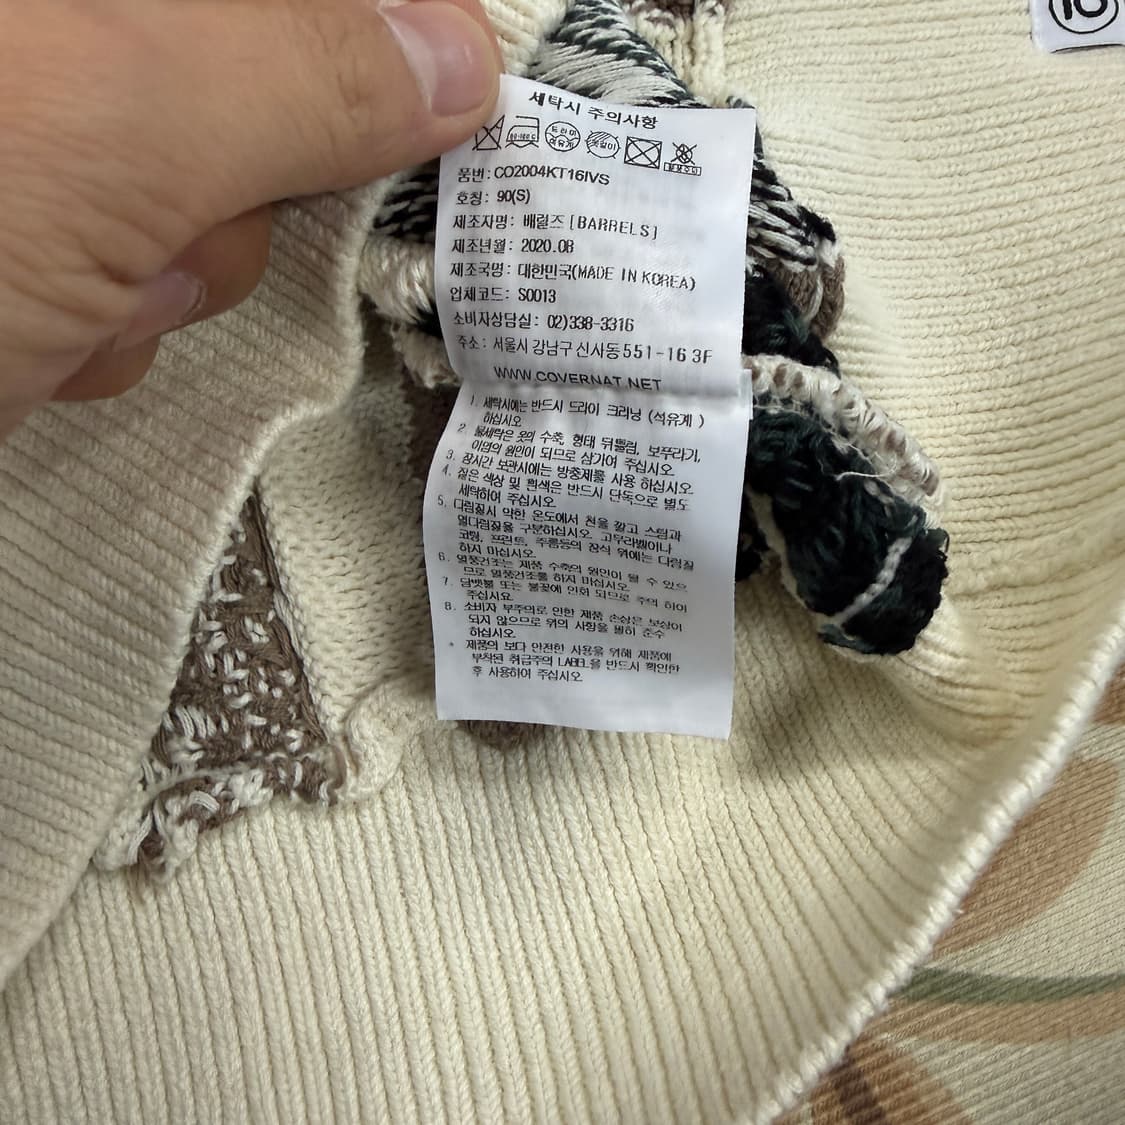 세탁시 주의사항
드라이
석유계
옷걸이
품번: CO2004KT16IVS
호칭: 90(S)
제조자명: 배럴즈 [BARRELS]
제조년월: 2020.08
제조국명: 대한민국(MADE IN KOREA)
업체코드: S0013
소비자상담실: 02)338-3316
주소: 서울시 강남구 신사동 551-16 3F
WWW.COVERNAT.NET
1. 세탁시에는 반드시 드라이 크리닝 (석유계)
하십시오
2. 물세탁은 옷의 수축, 형태 뒤틀림, 보푸라기,
이염의 원인이 되므로 삼가여 주십시오
3. 장시간 보관시에는 방충제를 사용 하십시오
4. 짙은 색상 및 흰색은 반드시 단독으로 별도
세탁하여 주십시오
5. 다림질시 약한 온도에서 천을 깔고 스팀과
열다림질을 구분하십시오. 고무라벨이나
코팅, 프린트, 주름등의 장식 위에는 다림질
하지 마십시오.
6. 열풍건조는 제품 수축의 원인이 될 수 있으
므로 열풍건조를 하지 마십시오.
7. 담뱃불 또는 불꽃에 인화 되므로 주의 하여
주십시요.
8. 소비자 부주의로 인한 제품 손상은 보상이
되지 않으므로 위의 사항을 필히 준수
하십시오.
* 제품의 보다 안전한 사용을 위해 제품에
부착된 취급주의 LABEL을 반드시 확인한
후 사용하여 주십시오